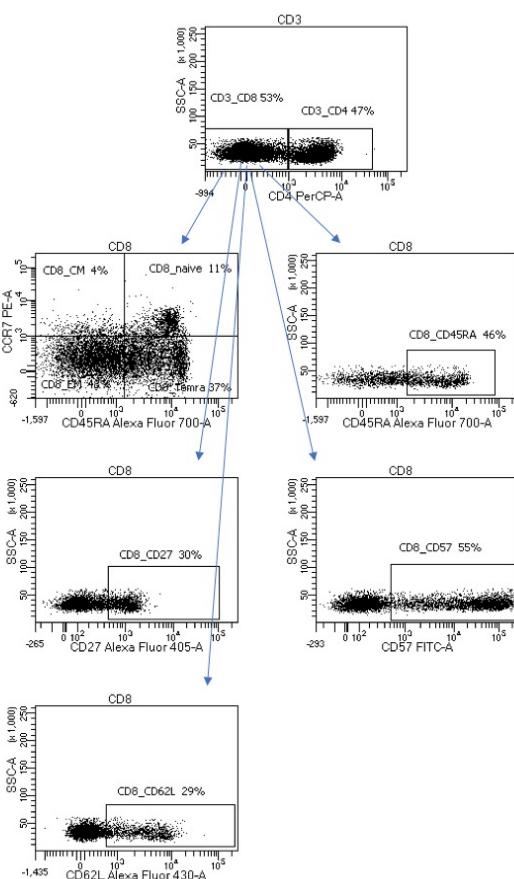 CD3
SSC-A
(x 1,000)
250
200
150
100
50
CD3_CD8 53%
CD3_CD4 47%
-994
0
10³
10⁴
10⁵
CD4 PerCP-A
CD8
CCR7 PE-A
10⁵
10⁴
10³
0
-620
CD8_CM 4%
CD8_naive 11%
CD8_EM
CD8_Temra 37%
-1,597
10³
10⁴
10⁵
CD45RA Alexa Fluor 700-A
CD8
SSC-A
(x 1,000)
250
200
150
100
50
CD8_CD45RA 46%
-1,597
10³
10⁴
10⁵
CD45RA Alexa Fluor 700-A
CD8
SSC-A
(x 1,000)
250
200
150
100
50
CD8_CD27 30%
-265
0 10²
10³
10⁴
10⁵
CD27 Alexa Fluor 405-A
CD8
SSC-A
(x 1,000)
250
200
150
100
50
CD8_CD57 55%
-293
0 10²
10³
10⁴
10⁵
CD57 FITC-A
CD8
SSC-A
(x 1,000)
250
200
150
100
50
CD8_CD62L 29%
-1,435
0
10³
10⁴
10⁵
CD62L Alexa Fluor 430-A